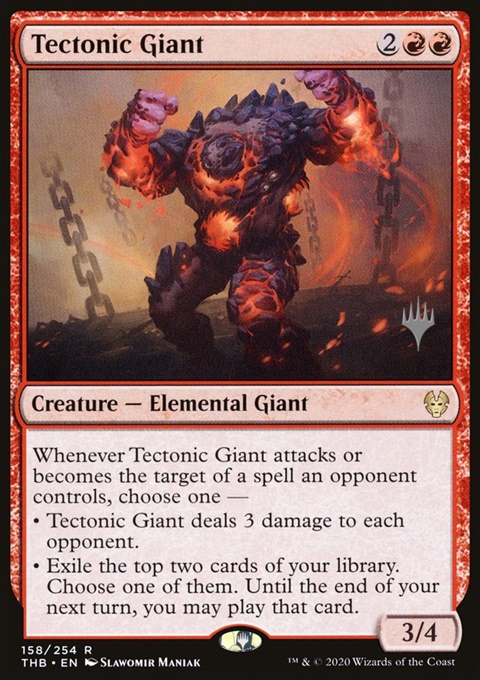 Tectonic Giant 2
Creature — Elemental Giant
Whenever Tectonic Giant attacks or
becomes the target of a spell an opponent
controls, choose one —
• Tectonic Giant deals 3 damage to each
opponent.
• Exile the top two cards of your library.
Choose one of them. Until the end of your
next turn, you may play that card.
3/4
158/254 R
THB • EN Slawomir Maniak
™ & © 2020 Wizards of the Coast